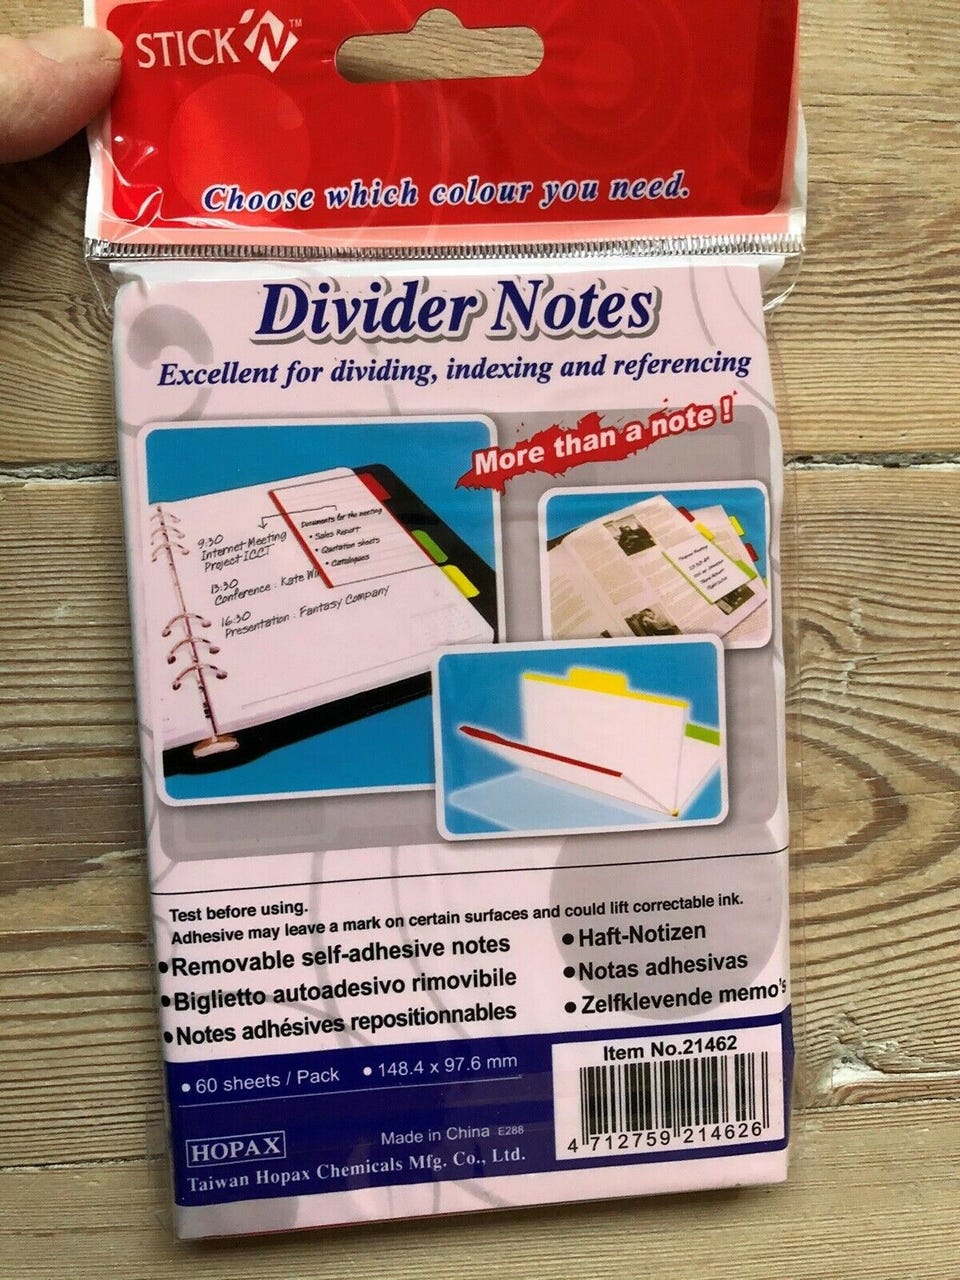 STICK'N™
Choose which colour you need.
Divider Notes
Excellent for dividing, indexing and referencing
More than a note !
9:30
Internet Meeting
Project ICCT
13:30
Conference : Kate
16:30
Presentation : Fantasy Company
Documents for the meeting
• Sales Report
• Quotation sheets
• Catalogues
Test before using.
Adhesive may leave a mark on certain surfaces and could lift correctable ink.
•Removable self-adhesive notes
•Biglietto autoadesivo rimovibile
•Notes adhésives repositionnables
•Haft-Notizen
•Notas adhesivas
•Zelfklevende memo's
• 60 sheets / Pack • 148.4 x 97.6 mm
Item No.21462
4 712759 214626
HOPAX
Made in China E288
Taiwan Hopax Chemicals Mfg. Co., Ltd.